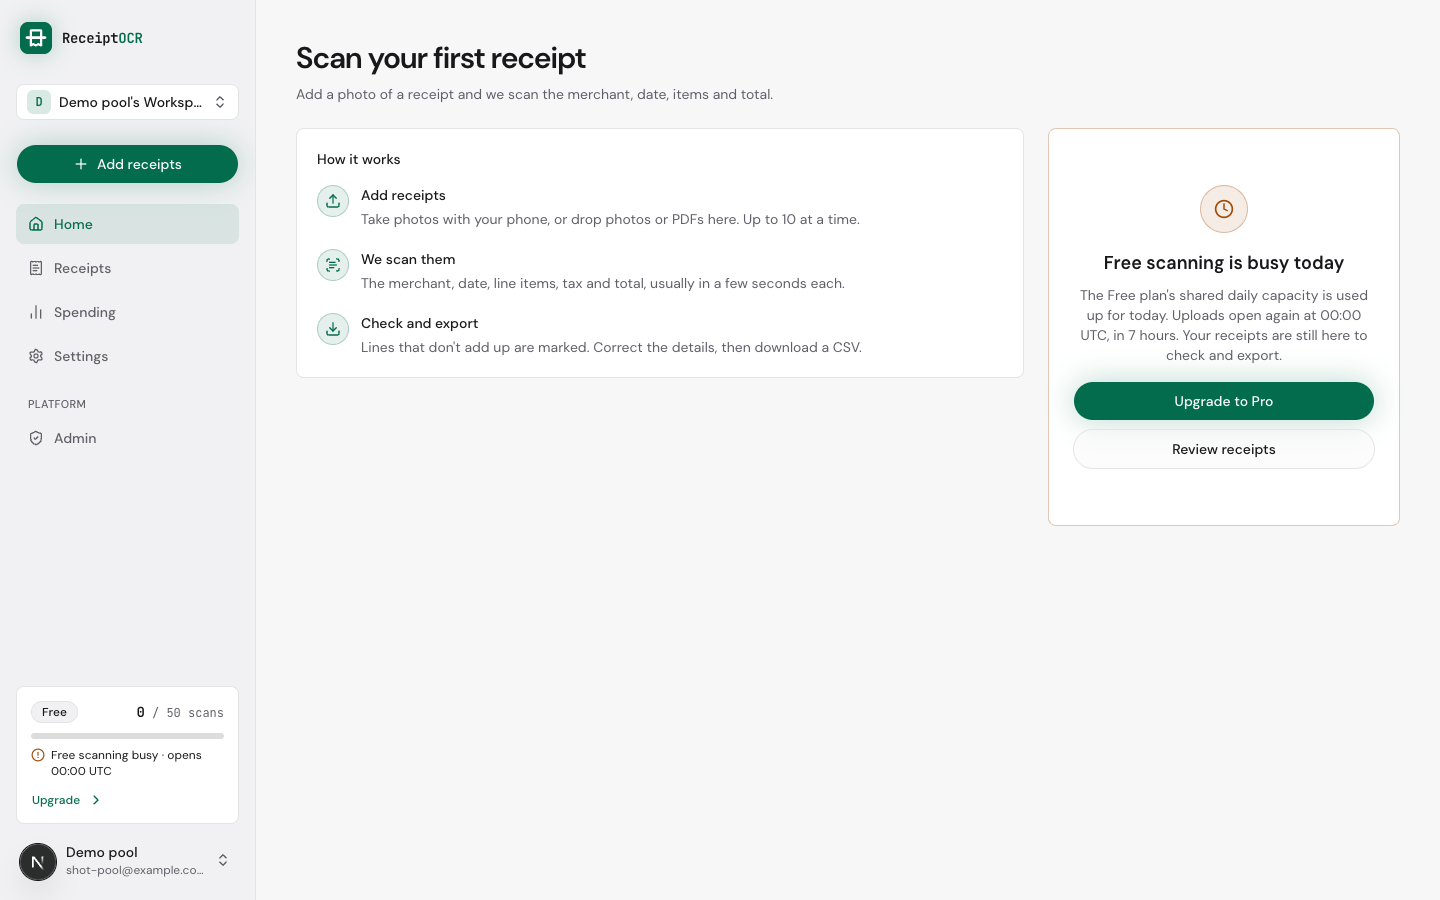 ReceiptOCR
D
Demo pool's Worksp...
Add receipts
Home
Receipts
Spending
Settings
PLATFORM
Admin
Free
0 / 50 scans
Free scanning busy · opens
00:00 UTC
Upgrade
N
Demo pool
shot-pool@example.co...
Scan your first receipt
Add a photo of a receipt and we scan the merchant, date, items and total.
How it works
Add receipts
Take photos with your phone, or drop photos or PDFs here. Up to 10 at a time.
We scan them
The merchant, date, line items, tax and total, usually in a few seconds each.
Check and export
Lines that don't add up are marked. Correct the details, then download a CSV.
Free scanning is busy today
The Free plan's shared daily capacity is used
up for today. Uploads open again at 00:00
UTC, in 7 hours. Your receipts are still here to
check and export.
Upgrade to Pro
Review receipts